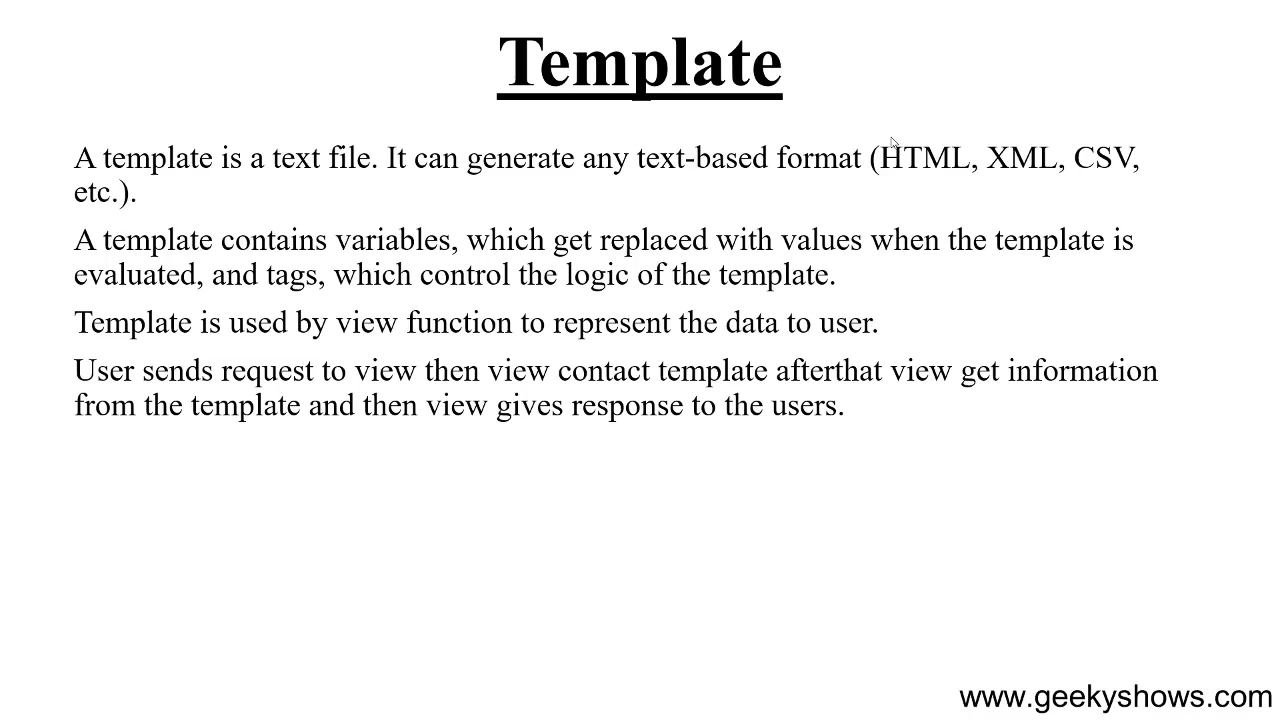 Template
A template is a text file. It can generate any text-based format (HTML, XML, CSV,
etc.).
A template contains variables, which get replaced with values when the template is
evaluated, and tags, which control the logic of the template.
Template is used by view function to represent the data to user.
User sends request to view then view contact template afterthat view get information
from the template and then view gives response to the users.
www.geekyshows.com